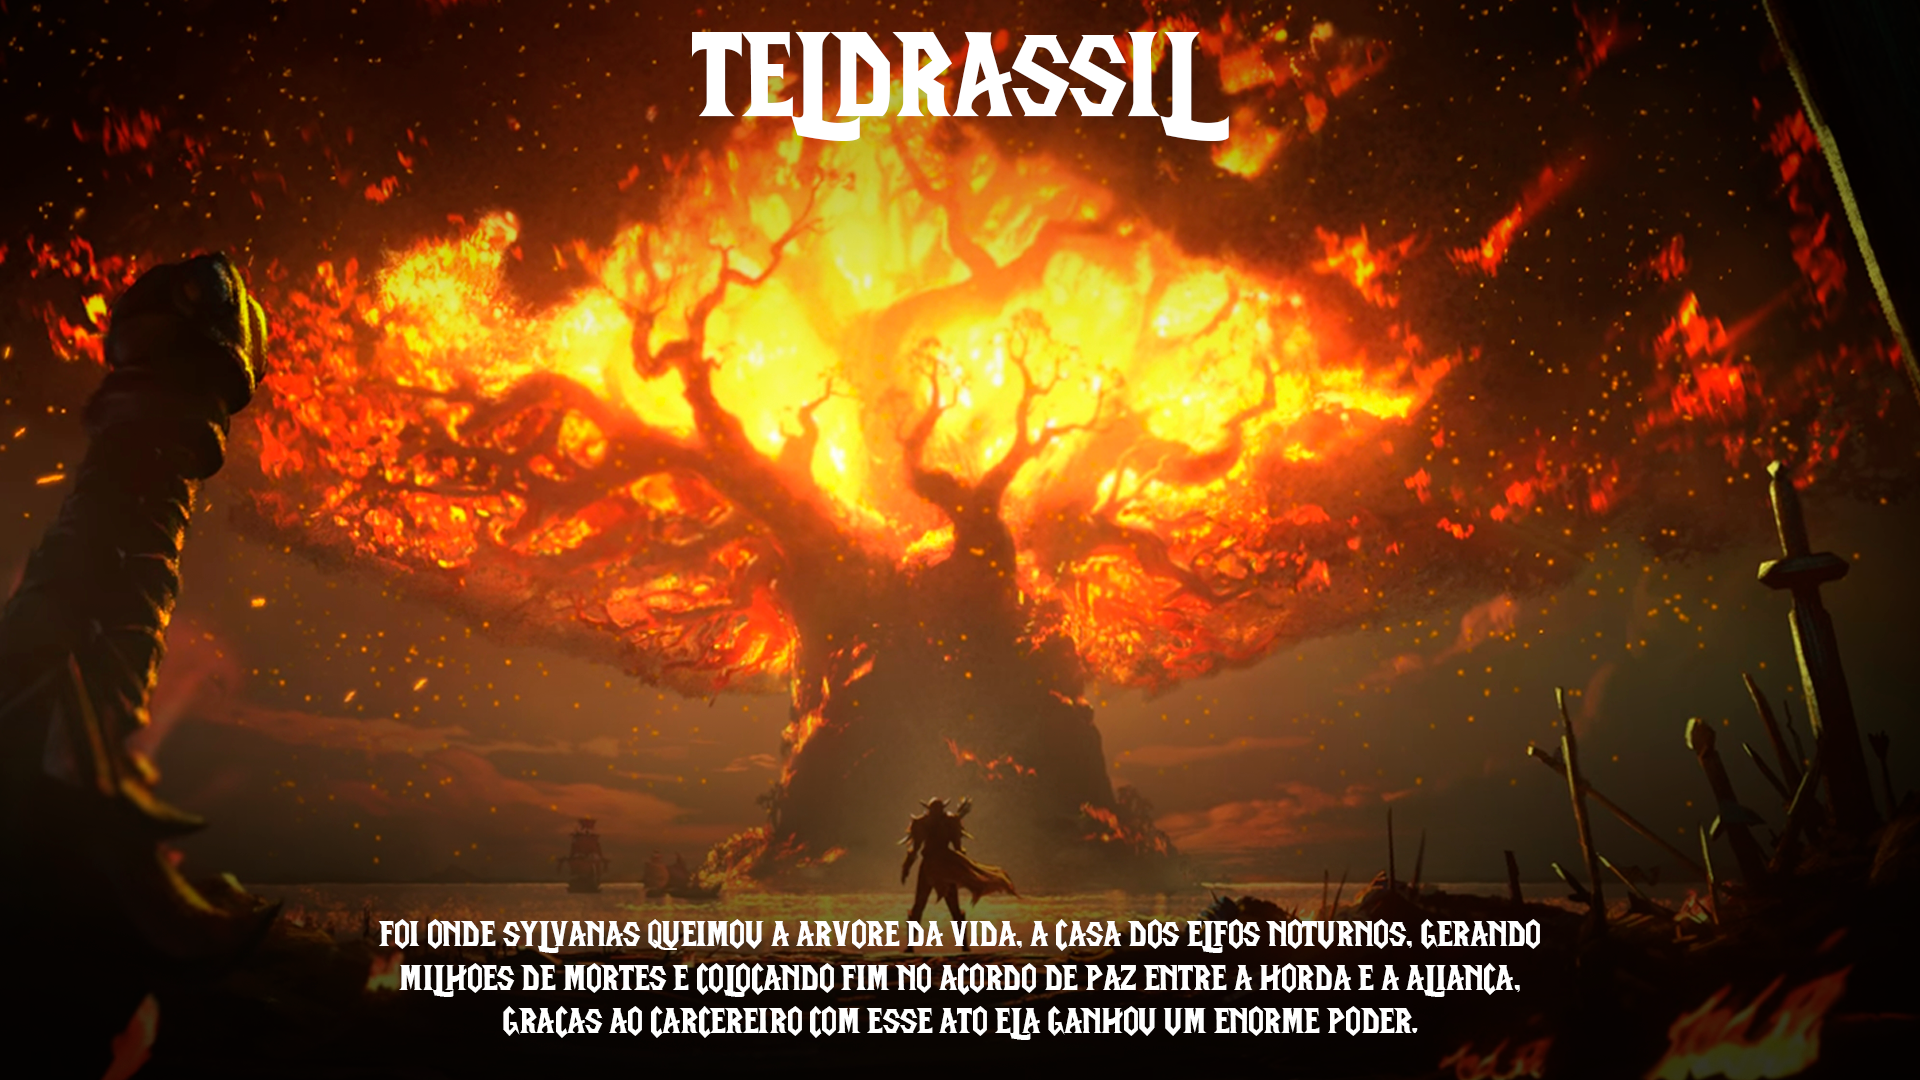 TELDRASSIL
FOI ONDE SYLVANAS QUEIMOU A ARVORE DA VIDA, A CASA DOS ELFOS NOTURNOS, GERANDO
MILHOES DE MORTES E COLOCANDO FIM NO ACORDO DE PAZ ENTRE A HORDA E A ALIANCA,
GRACAS AO CARCEREIRO COM ESSE ATO ELA GANHOU UM ENORME PODER.